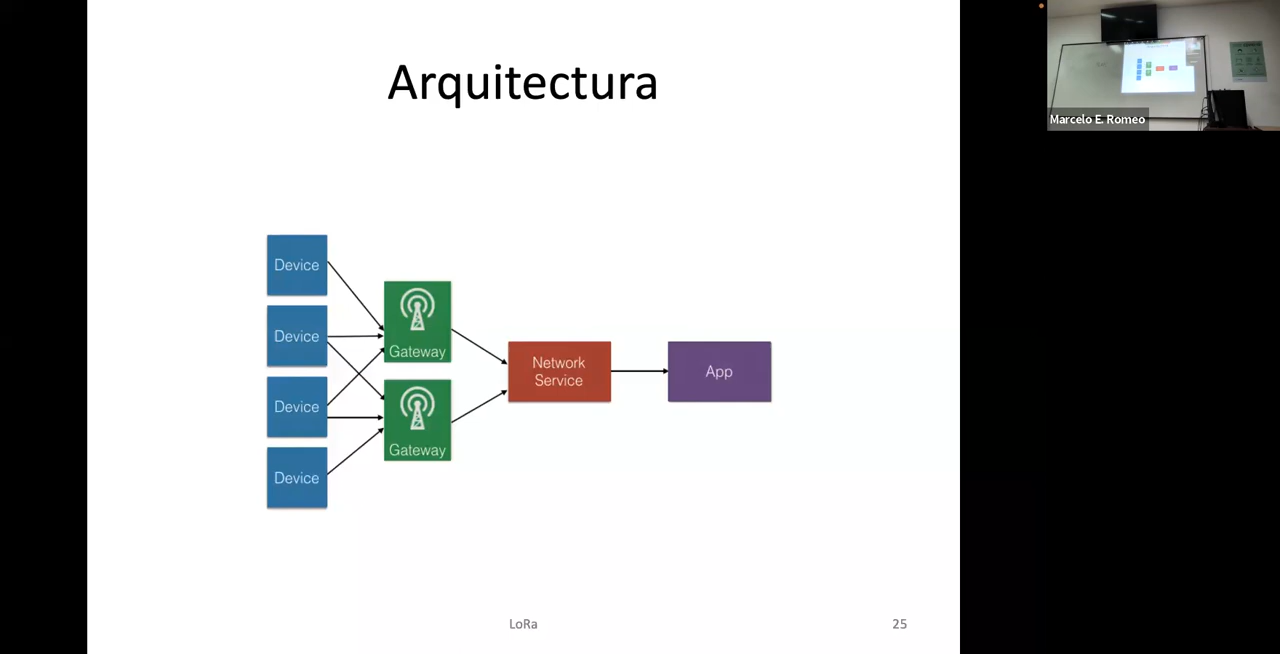 Arquitectura
Marcelo E. Romeo
Device
Device
Device
Device
Gateway
Gateway
Network
Service
App
LoRa
25